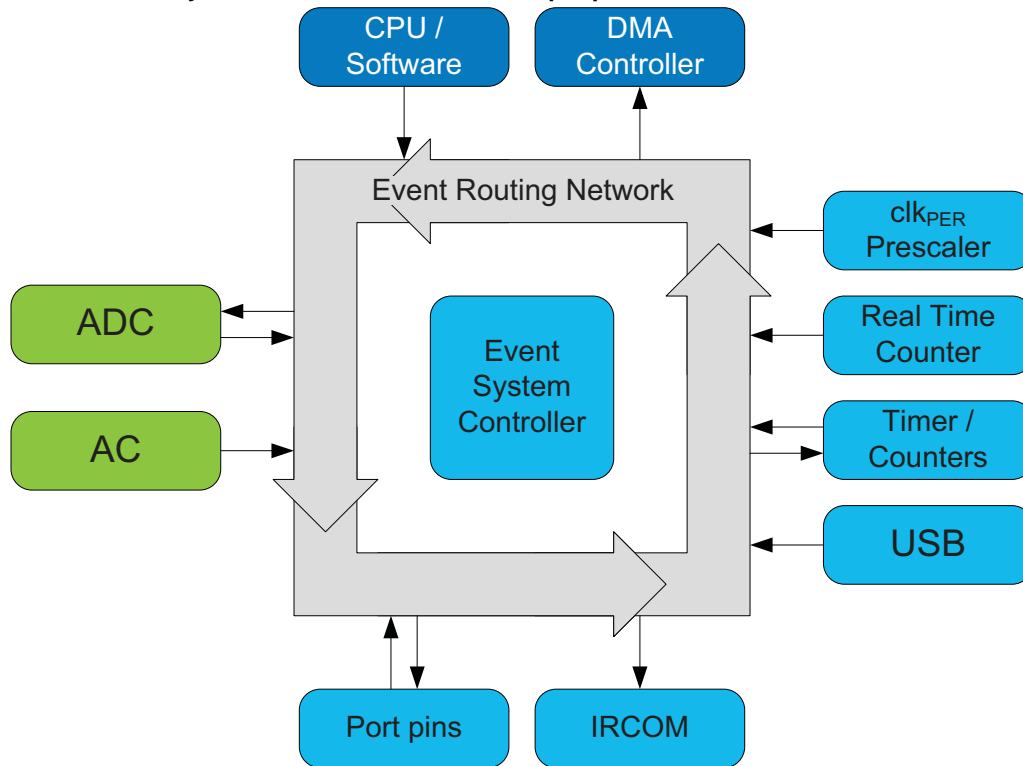 CPU /
Software
DMA
Controller
Event Routing Network
clkPER
Prescaler
ADC
Real Time
Counter
Event
System
Controller
AC
Timer /
Counters
USB
Port pins
IRCOM